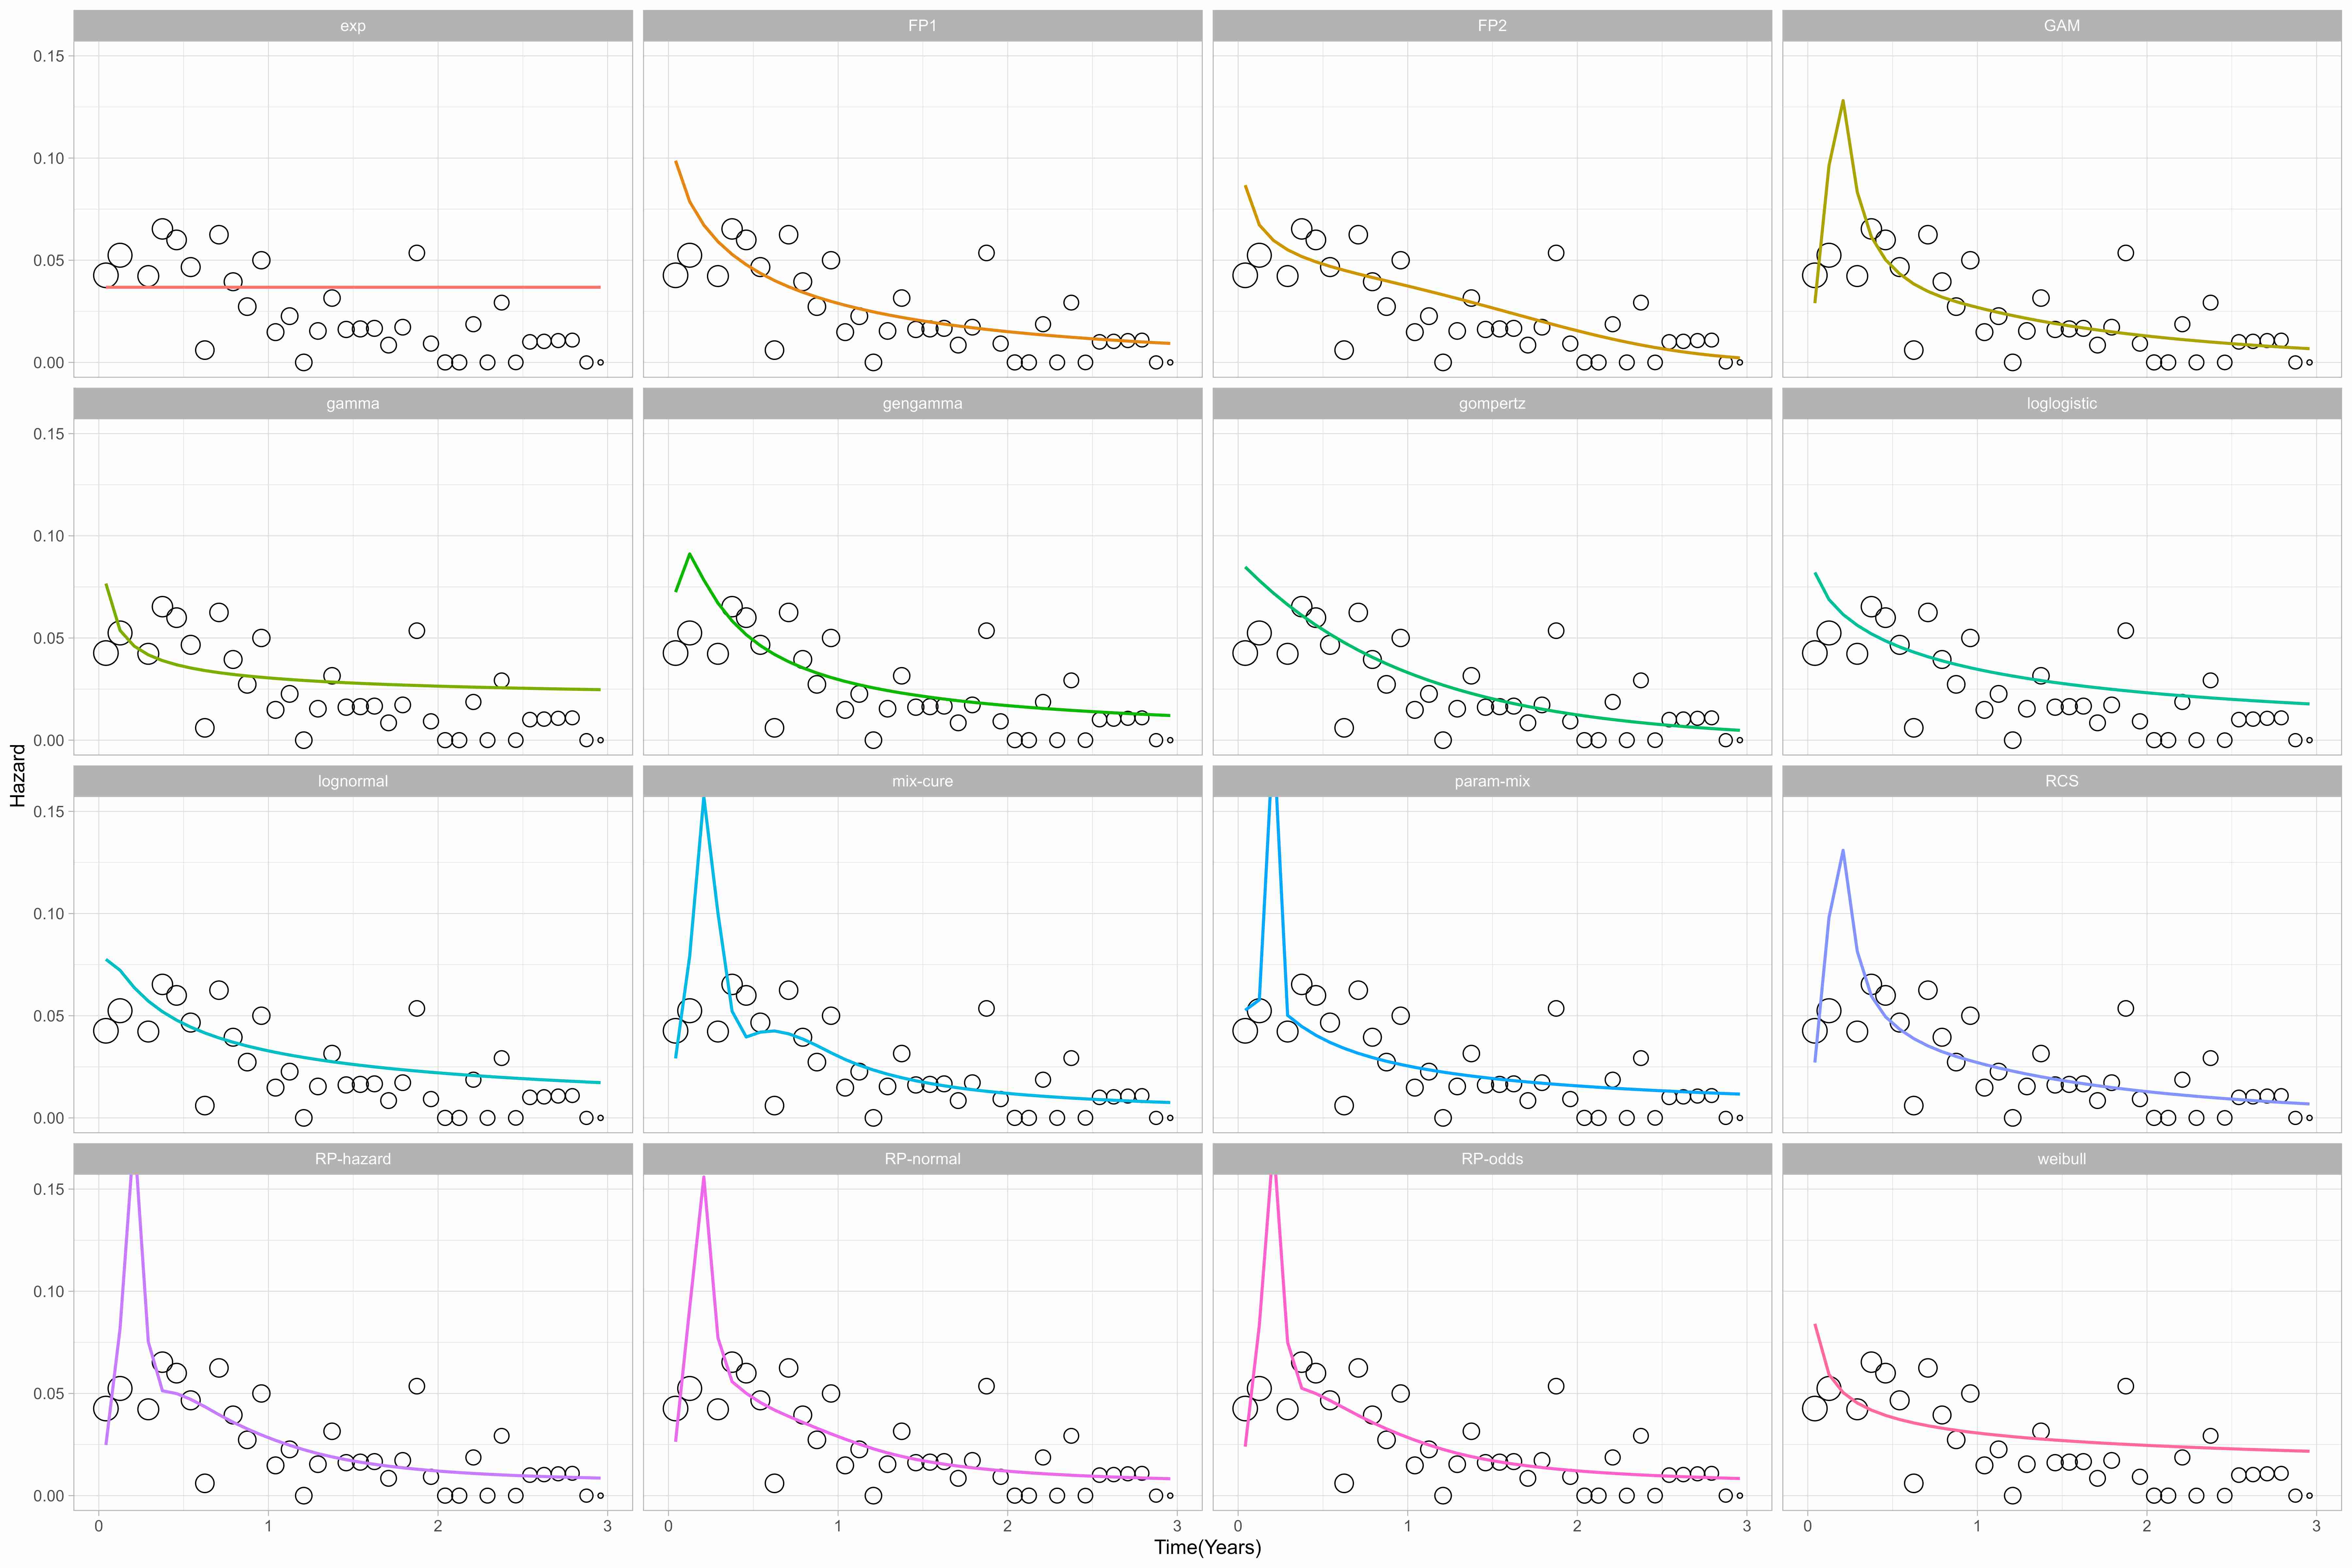 exp FP1 FP2 GAM
0.15
0.10
0.05
0.00
gamma gengamma gompertz loglogistic
0.15
0.10
0.05
0.00
Hazard
lognormal mix-cure param-mix RCS
0.15
0.10
0.05
0.00
RP-hazard RP-normal RP-odds weibull
0.15
0.10
0.05
0.00
0 1 2 3 0 1 2 3 0 1 2 3 0 1 2 3
Time(Years)